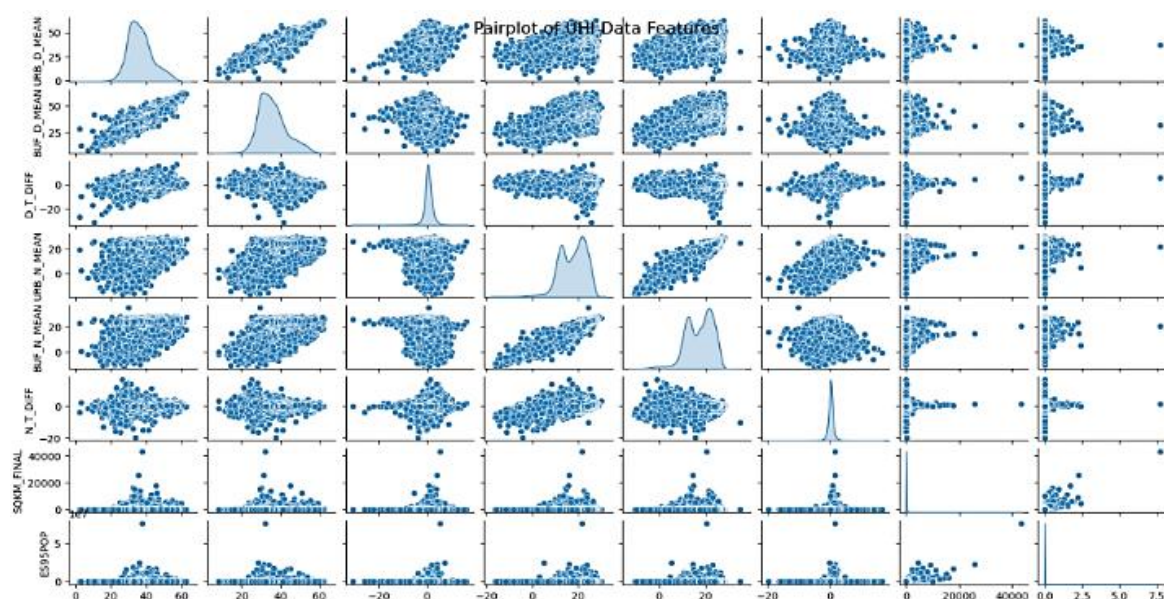 Pairplot of UHI Data Features
URB_D_MEAN
50
25
0
BUF_D_MEAN
50
25
D_T_DIFF
0
−20
URB_N_MEAN
20
0
BUF_N_MEAN
20
0
N_T_DIFF
0
−20
SQKM_FINAL
40000
20000
0
1e7
ES95POP
5
0
0 20 40 60 20 40 60 −20 0 −20 0 20 0 20 −20 0 0 20000 40000 0.0 2.5 5.0 7.5